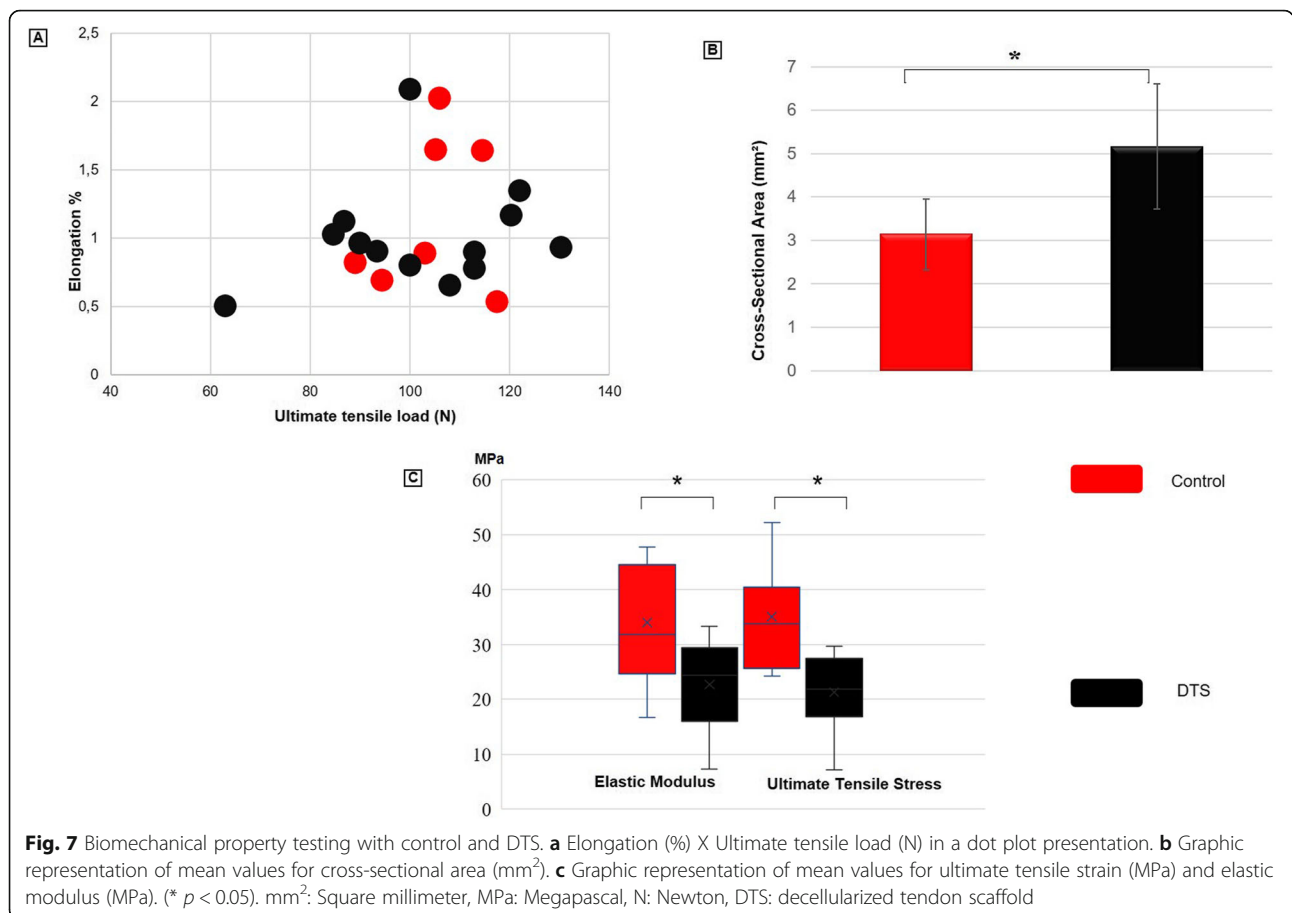 A
2,5
2
1,5
1
0,5
0
Elongation %
40 60 80 100 120 140
Ultimate tensile load (N)
B
*
7
6
5
4
3
2
1
0
Cross-Sectional Area (mm²)
C
MPa
60
50
40
30
20
10
0
* *
Elastic Modulus Ultimate Tensile Stress
Control
DTS
Fig. 7 Biomechanical property testing with control and DTS. a Elongation (%) X Ultimate tensile load (N) in a dot plot presentation. b Graphic
representation of mean values for cross-sectional area (mm²). c Graphic representation of mean values for ultimate tensile strain (MPa) and elastic
modulus (MPa). (* p < 0.05). mm²: Square millimeter, MPa: Megapascal, N: Newton, DTS: decellularized tendon scaffold